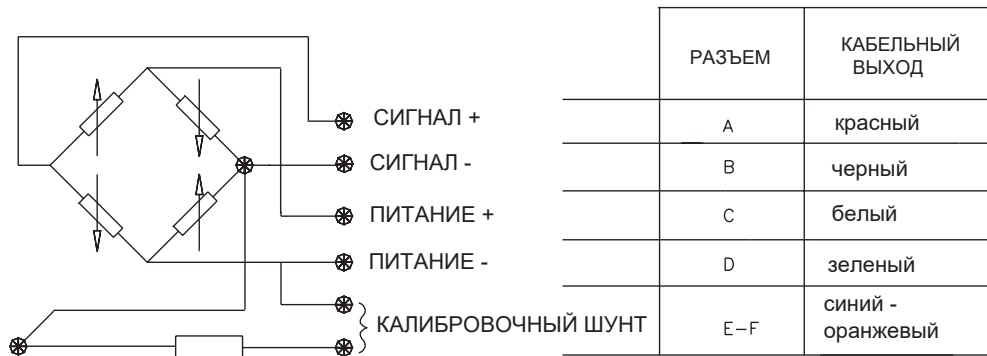 РАЗЪЕМ
КАБЕЛЬНЫЙ
ВЫХОД
СИГНАЛ + A красный
СИГНАЛ - B черный
ПИТАНИЕ + C белый
ПИТАНИЕ - D зеленый
КАЛИБРОВОЧНЫЙ ШУНТ E-F синий -
оранжевый